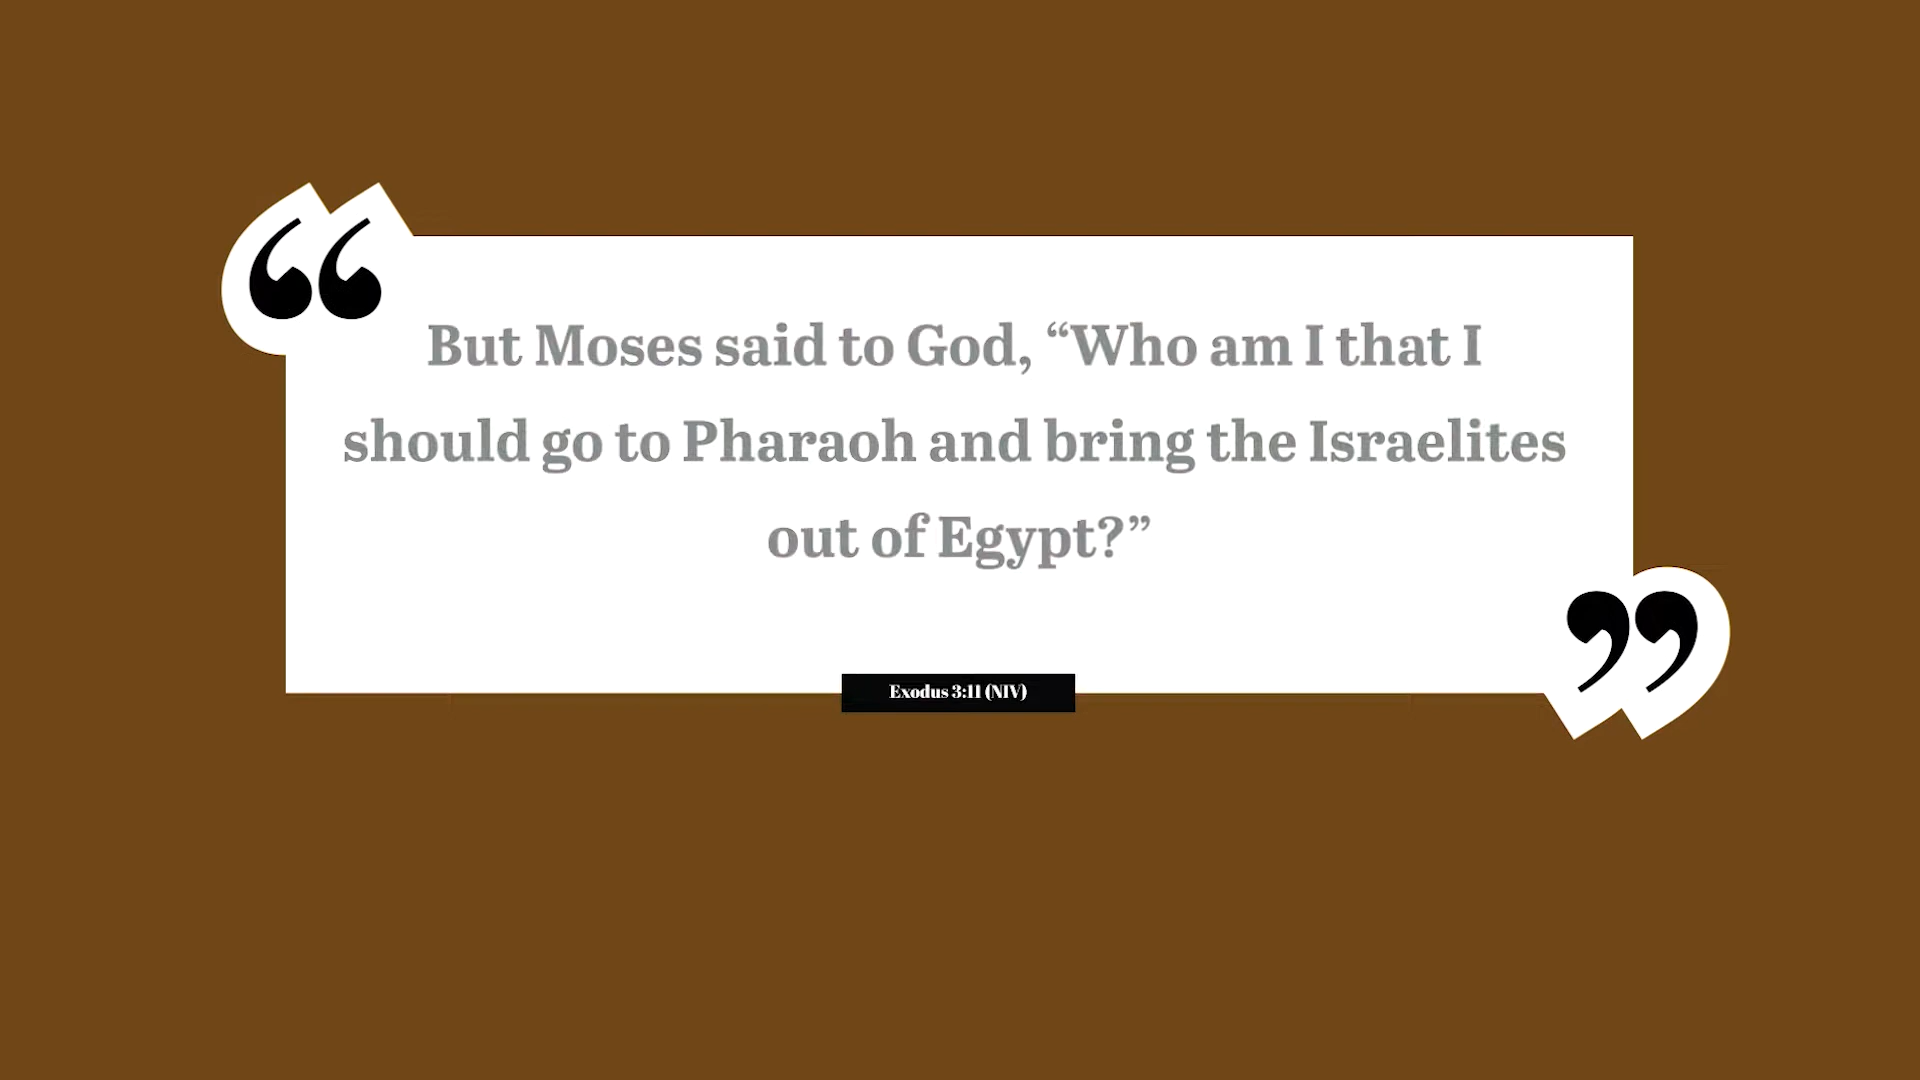 But Moses said to God, “Who am I that I
should go to Pharaoh and bring the Israelites
out of Egypt?”
Exodus 3:11 (NIV)